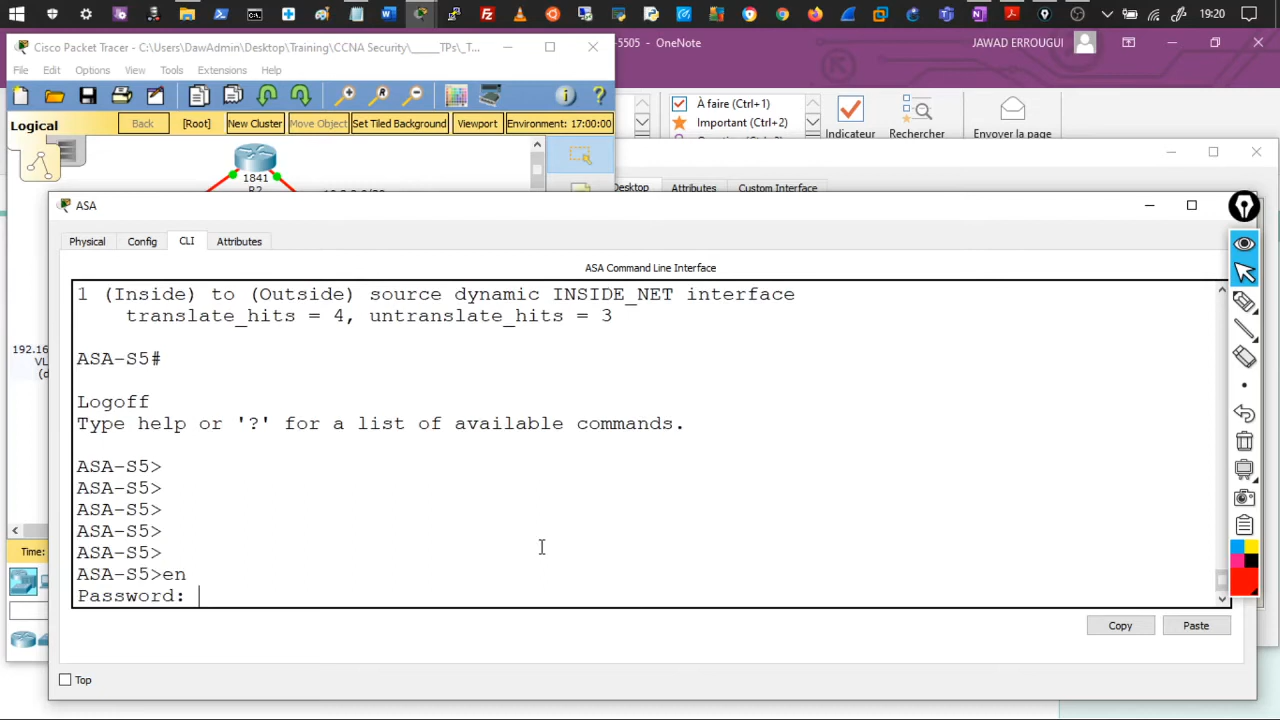 19:20
Cisco Packet Tracer - C:\Users\DawAdmin\Desktop\Training\CCNA Security\_____TPs\_T...
-5505 - OneNote
JAWAD ERROUGUI
File Edit Options View Tools Extensions Help
À faire (Ctrl+1)
Important (Ctrl+2)
Indicateur
Rechercher
Envoyer la page
Logical
Back
[Root]
New Cluster
Move Object
Set Tiled Background
Viewport
Environment: 17:00:00
1841
R2
Desktop
Attributes
Custom Interface
ASA
Physical
Config
CLI
Attributes
ASA Command Line Interface
1 (Inside) to (Outside) source dynamic INSIDE_NET interface
translate_hits = 4, untranslate_hits = 3
ASA-S5#
Logoff
Type help or '?' for a list of available commands.
ASA-S5>
ASA-S5>
ASA-S5>
ASA-S5>
ASA-S5>
ASA-S5>en
Password:
192.16
VL
(d
Time:
Copy
Paste
Top